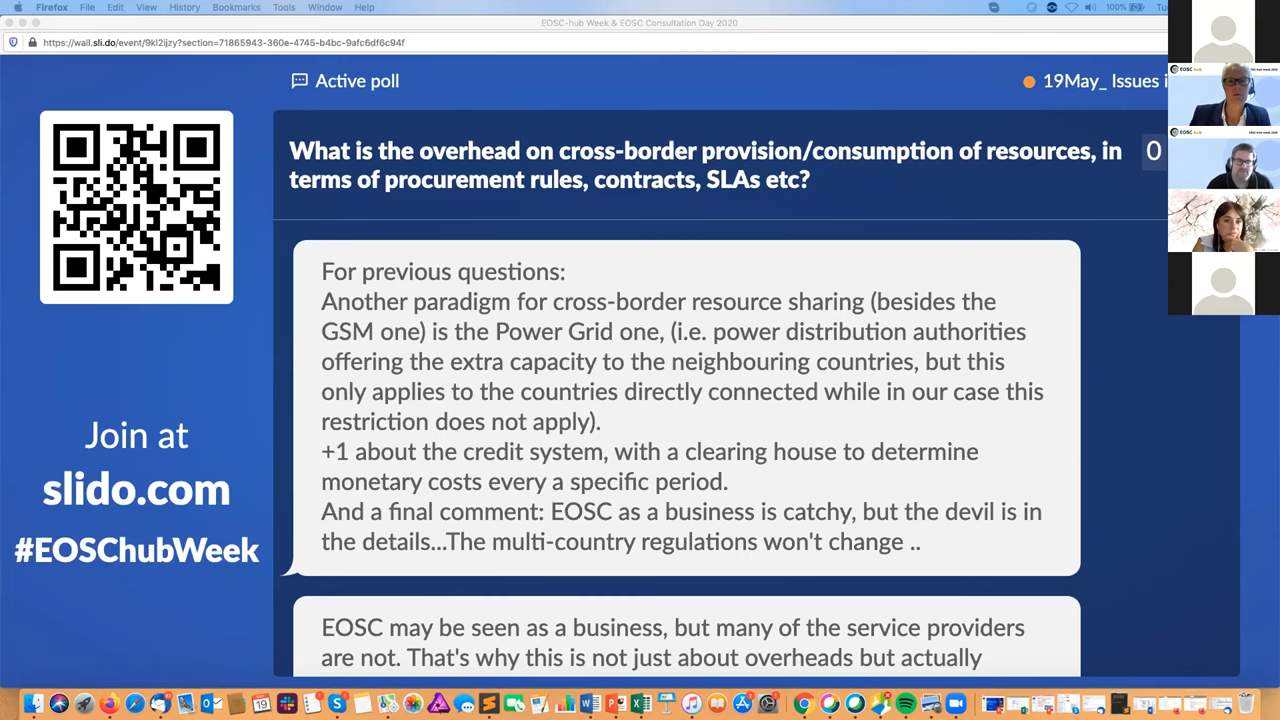 Firefox File Edit View History Bookmarks Tools Window Help
100%
EOSC-hub Week & EOSC Consultation Day 2020
https://wall.sli.do/event/9kl2ijzy?section=71865943-360e-4745-b4bc-9afc6df6c94f
Active poll
19May_ Issues i
What is the overhead on cross-border provision/consumption of resources, in
terms of procurement rules, contracts, SLAs etc?
0
For previous questions:
Another paradigm for cross-border resource sharing (besides the
GSM one) is the Power Grid one, (i.e. power distribution authorities
offering the extra capacity to the neighbouring countries, but this
only applies to the countries directly connected while in our case this
restriction does not apply).
+1 about the credit system, with a clearing house to determine
monetary costs every a specific period.
And a final comment: EOSC as a business is catchy, but the devil is in
the details...The multi-country regulations won't change ..
EOSC may be seen as a business, but many of the service providers
are not. That's why this is not just about overheads but actually
Join at
slido.com
#EOSChubWeek